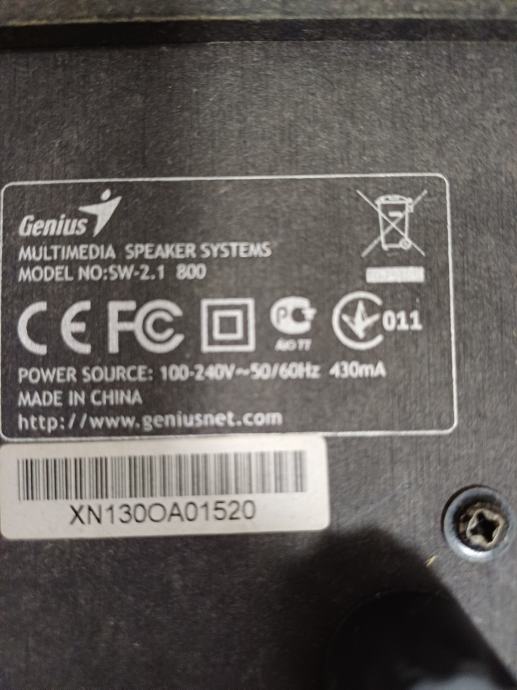 Genius
MULTIMEDIA SPEAKER SYSTEMS
MODEL NO:SW-2.1 800
CE FC 011
POWER SOURCE: 100-240V~50/60Hz 430mA
MADE IN CHINA
http://www.geniusnet.com
XN130OA01520